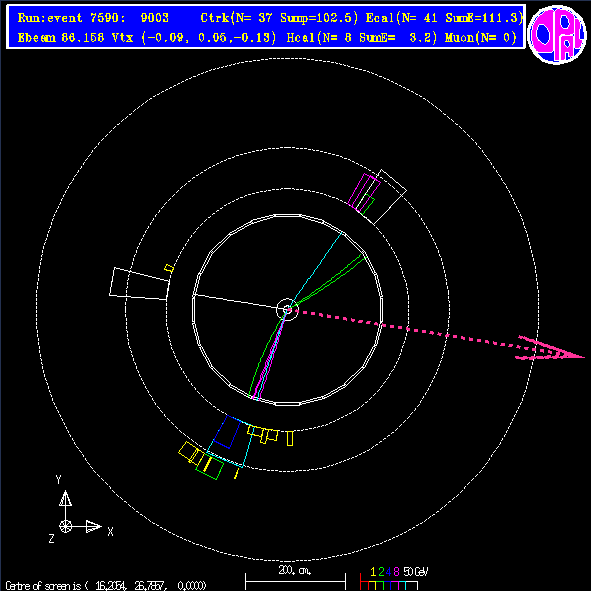 Run:event 7590: 9003 Ctrk(N= 37 Sump=102.5) Ecal(N= 41 SumE=111.3)
Ebeam 86.158 Vtx (-0.09, 0.05,-0.13) Hcal(N= 8 SumE= 3.2) Muon(N= 0)
OPAL
Y
X
Z
200. cm.
1 2 4 8 50 GeV
Centre of screen is ( 16.2054, 26.7857, 0.0000)